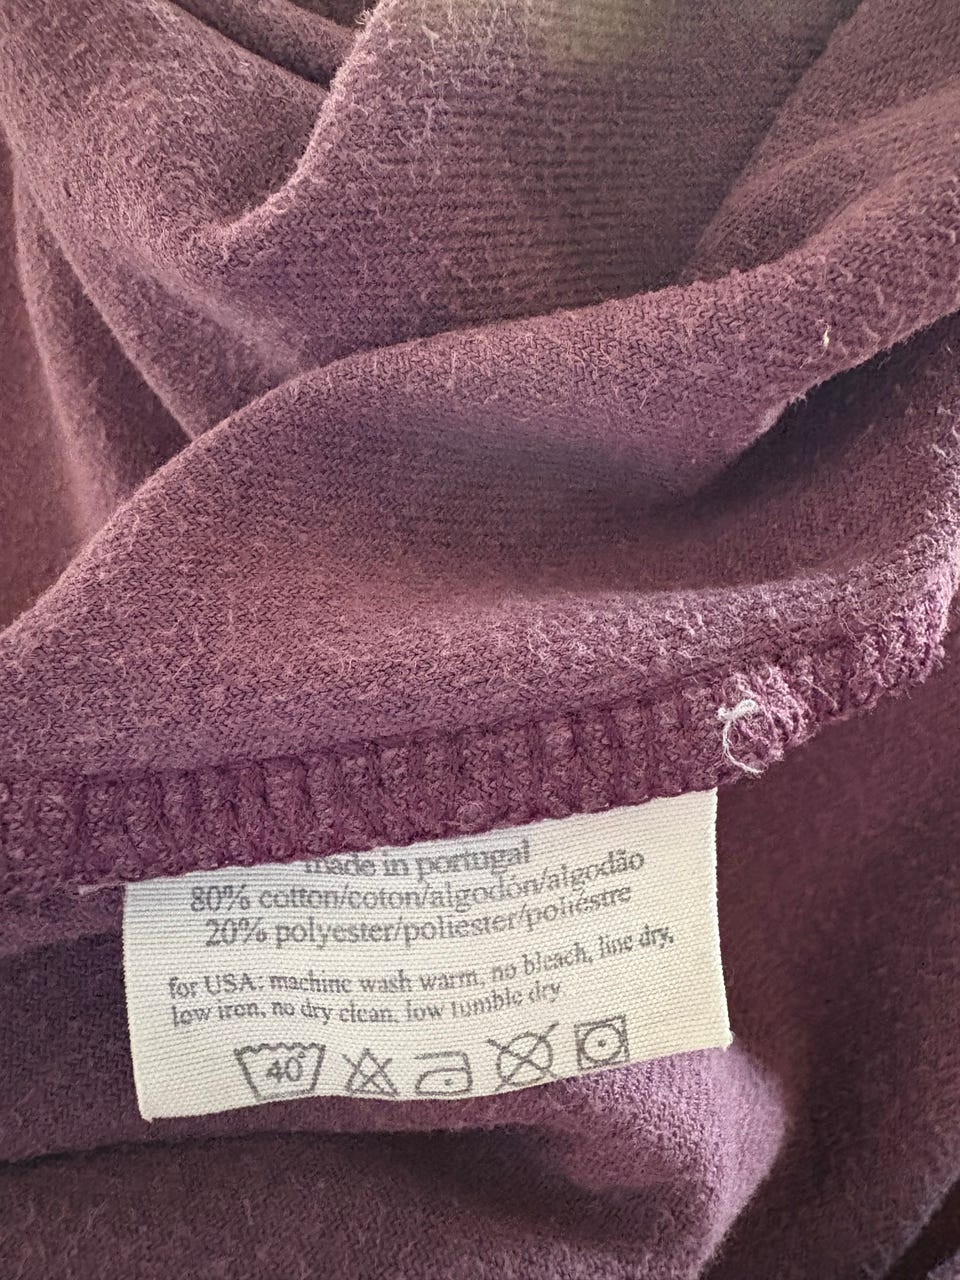 made in portugal
80% cotton/coton/algodón/algodão
20% polyester/poliester/poliéstre
for USA: machine wash warm, no bleach, line dry,
low iron, no dry clean, low tumble dry
40°